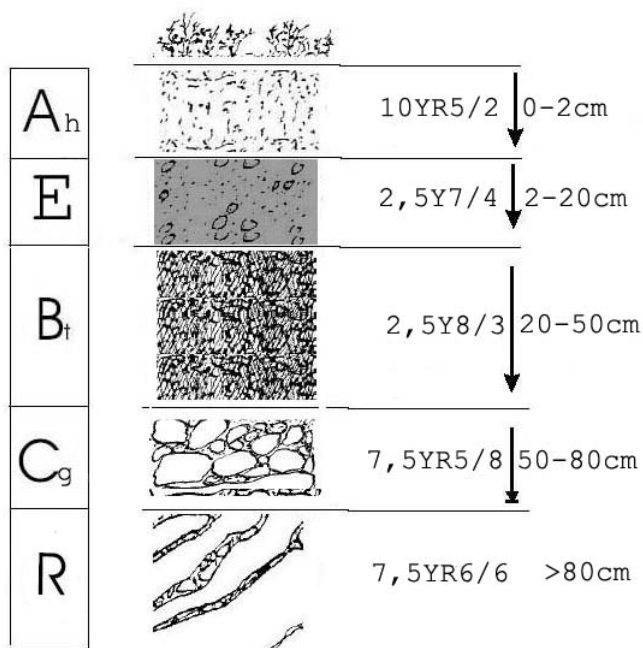 Ah 10YR5/2 0-2cm
E 2,5Y7/4 2-20cm
Bt 2,5Y8/3 20-50cm
Cg 7,5YR5/8 50-80cm
R 7,5YR6/6 >80cm